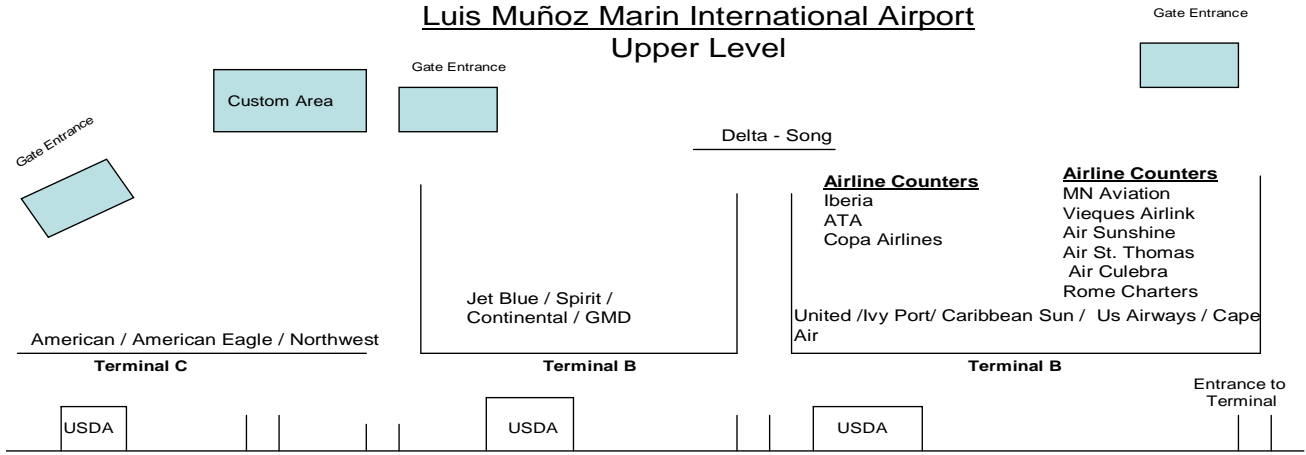 Luis Muñoz Marin International Airport
Upper Level
Gate Entrance
Gate Entrance
Custom Area
Gate Entrance
Delta - Song
Airline Counters
Iberia
ATA
Copa Airlines
Airline Counters
MN Aviation
Vieques Airlink
Air Sunshine
Air St. Thomas
Air Culebra
Rome Charters
Jet Blue / Spirit /
Continental / GMD
United /Ivy Port/ Caribbean Sun / Us Airways / Cape
Air
American / American Eagle / Northwest
Terminal C
Terminal B
Terminal B
Entrance to
Terminal
USDA
USDA
USDA